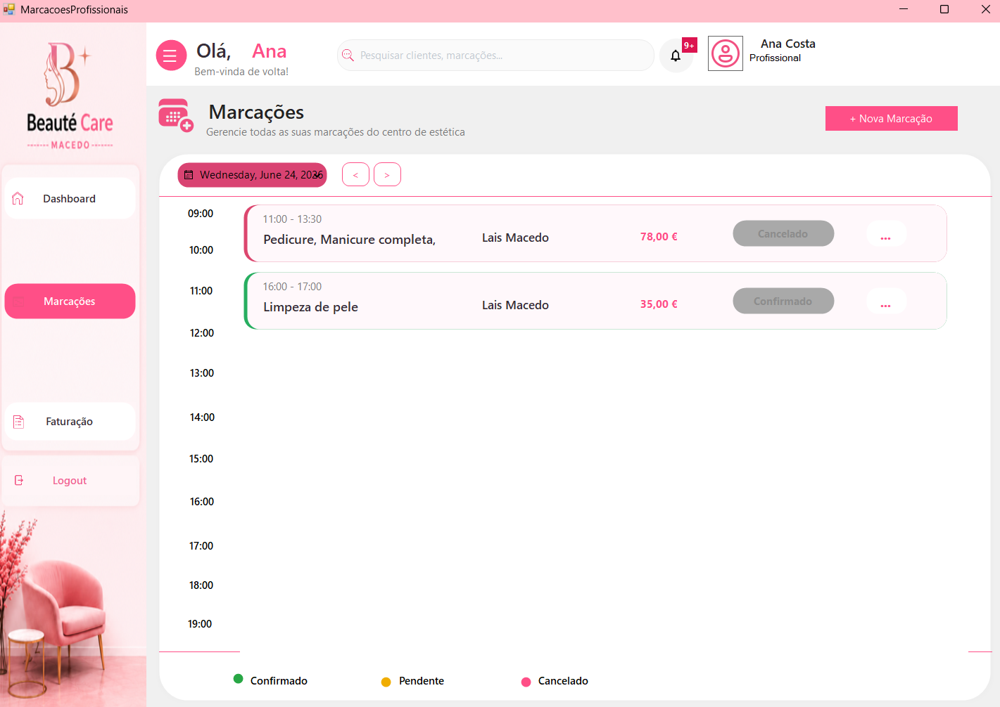 MarcacoesProfissionais
Beauté Care
MACEDO
Dashboard
Marcações
Faturação
Logout
Olá, Ana
Bem-vinda de volta!
Pesquisar clientes, marcações...
9+
Ana Costa
Profissional
Marcações
Gerencie todas as suas marcações do centro de estética
+ Nova Marcação
Wednesday, June 24, 2026
< >
09:00
10:00
11:00
12:00
13:00
14:00
15:00
16:00
17:00
18:00
19:00
11:00 - 13:30
Pedicure, Manicure completa, Lais Macedo 78,00 € Cancelado ...
16:00 - 17:00
Limpeza de pele Lais Macedo 35,00 € Confirmado ...
Confirmado Pendente Cancelado